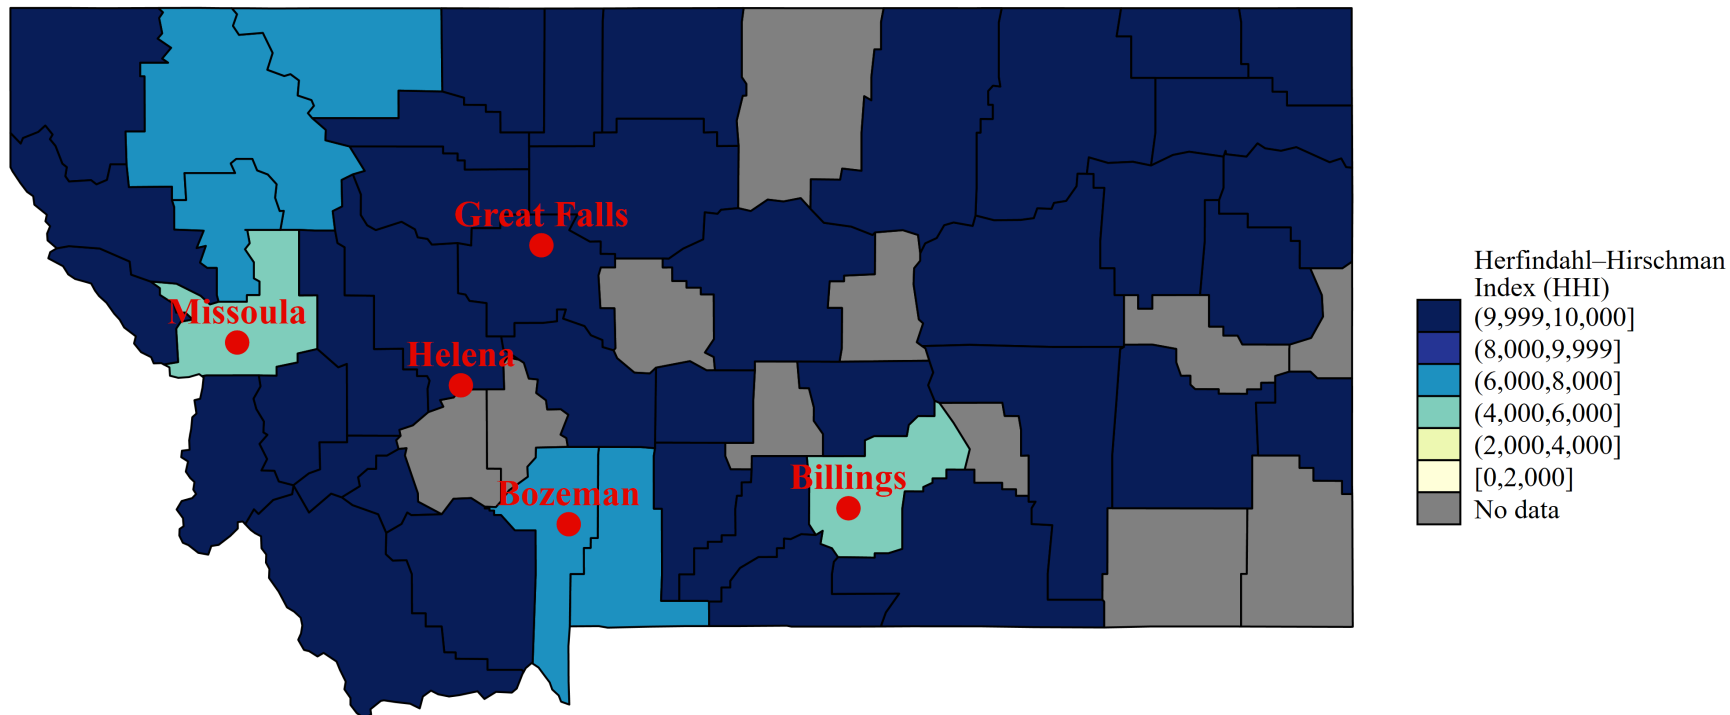 Great Falls
Missoula
Helena
Billings
Bozeman
Herfindahl–Hirschman
Index (HHI)
(9,999,10,000]
(8,000,9,999]
(6,000,8,000]
(4,000,6,000]
(2,000,4,000]
[0,2,000]
No data